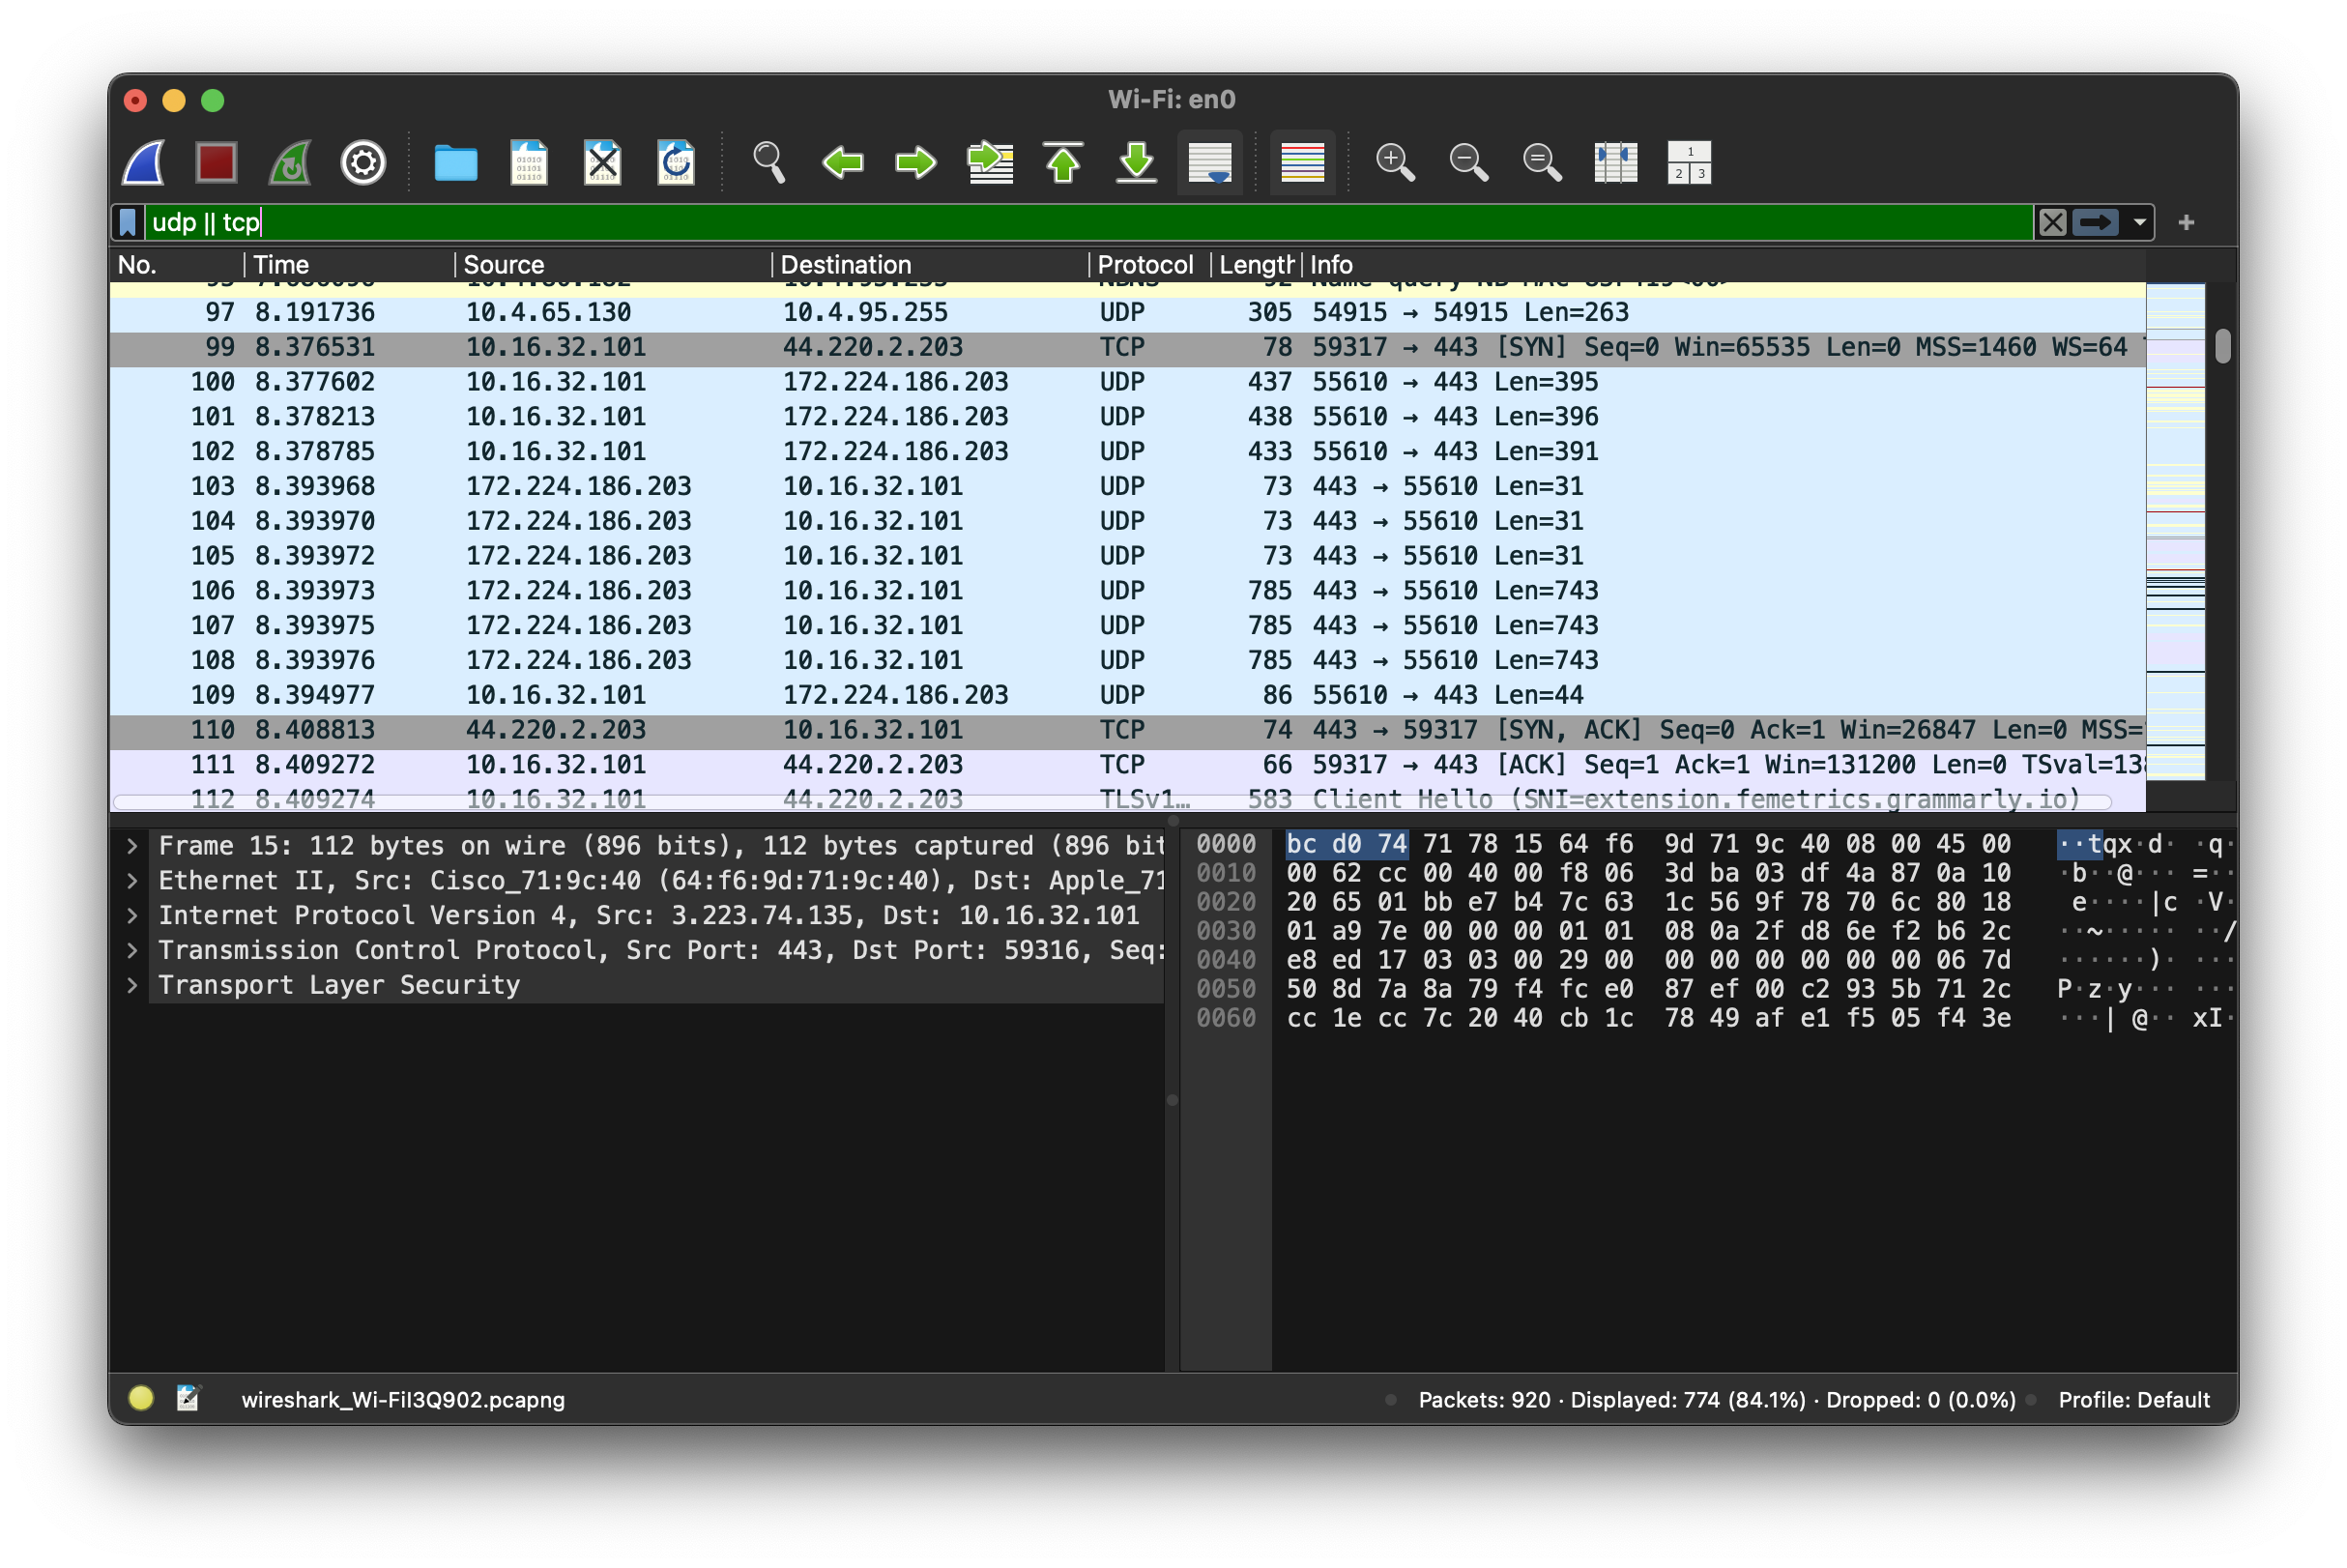 Wi-Fi: en0
udp || tcp
No. Time Source Destination Protocol Length Info
97 8.191736 10.4.65.130 10.4.95.255 UDP 305 54915 → 54915 Len=263
99 8.376531 10.16.32.101 44.220.2.203 TCP 78 59317 → 443 [SYN] Seq=0 Win=65535 Len=0 MSS=1460 WS=64
100 8.377602 10.16.32.101 172.224.186.203 UDP 437 55610 → 443 Len=395
101 8.378213 10.16.32.101 172.224.186.203 UDP 438 55610 → 443 Len=396
102 8.378785 10.16.32.101 172.224.186.203 UDP 433 55610 → 443 Len=391
103 8.393968 172.224.186.203 10.16.32.101 UDP 73 443 → 55610 Len=31
104 8.393970 172.224.186.203 10.16.32.101 UDP 73 443 → 55610 Len=31
105 8.393972 172.224.186.203 10.16.32.101 UDP 73 443 → 55610 Len=31
106 8.393973 172.224.186.203 10.16.32.101 UDP 785 443 → 55610 Len=743
107 8.393975 172.224.186.203 10.16.32.101 UDP 785 443 → 55610 Len=743
108 8.393976 172.224.186.203 10.16.32.101 UDP 785 443 → 55610 Len=743
109 8.394977 10.16.32.101 172.224.186.203 UDP 86 55610 → 443 Len=44
110 8.408813 44.220.2.203 10.16.32.101 TCP 74 443 → 59317 [SYN, ACK] Seq=0 Ack=1 Win=26847 Len=0 MSS=
111 8.409272 10.16.32.101 44.220.2.203 TCP 66 59317 → 443 [ACK] Seq=1 Ack=1 Win=131200 Len=0 TSval=138
112 8.409274 10.16.32.101 44.220.2.203 TLSv1... 583 Client Hello (SNI=extension.femetrics.grammarly.io)
Frame 15: 112 bytes on wire (896 bits), 112 bytes captured (896 bit
Ethernet II, Src: Cisco_71:9c:40 (64:f6:9d:71:9c:40), Dst: Apple_71
Internet Protocol Version 4, Src: 3.223.74.135, Dst: 10.16.32.101
Transmission Control Protocol, Src Port: 443, Dst Port: 59316, Seq:
Transport Layer Security
0000 bc d0 74 71 78 15 64 f6 9d 71 9c 40 08 00 45 00 ··tqx·d· ·q·
0010 00 62 cc 00 40 00 f8 06 3d ba 03 df 4a 87 0a 10 ·b··@··· =··
0020 20 65 01 bb e7 b4 7c 63 1c 56 9f 78 70 6c 80 18 e····|c ·V·
0030 01 a9 7e 00 00 00 01 01 08 0a 2f d8 6e f2 b6 2c ··~····· ··/
0040 e8 ed 17 03 03 00 29 00 00 00 00 00 00 00 06 7d ······)· ···
0050 50 8d 7a 8a 79 f4 fc e0 87 ef 00 c2 93 5b 71 2c P·z·y··· ···
0060 cc 1e cc 7c 20 40 cb 1c 78 49 af e1 f5 05 f4 3e ···| @·· xI·
wireshark_Wi-FiI3Q902.pcapng
Packets: 920 · Displayed: 774 (84.1%) · Dropped: 0 (0.0%)
Profile: Default